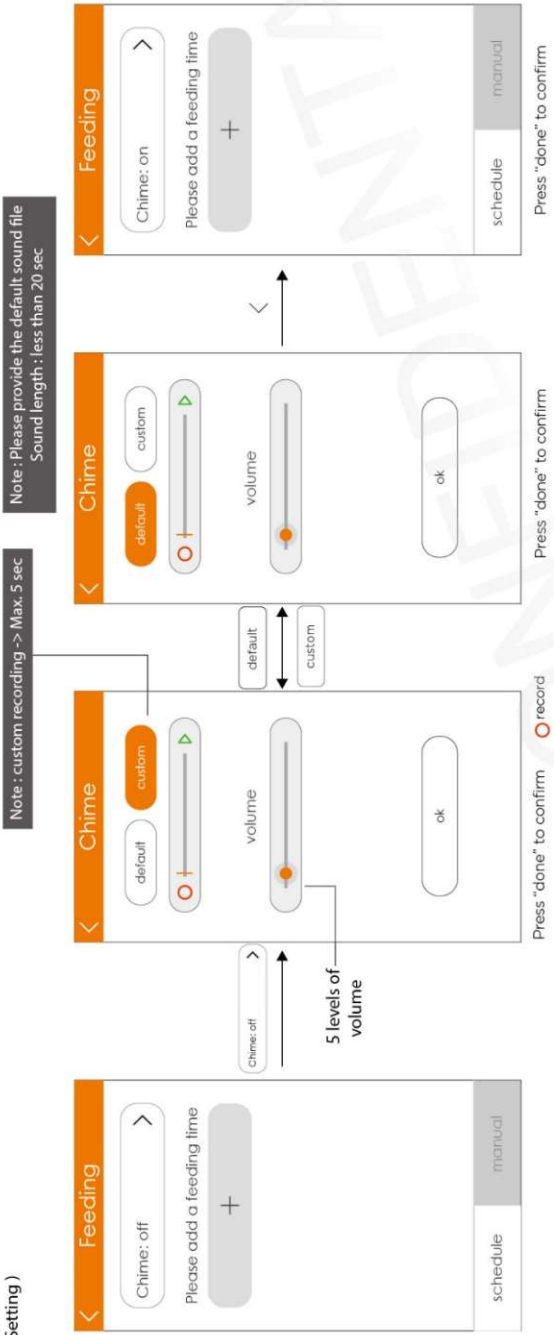 Setting )
Note : custom recording -> Max. 5 sec
Note : Please provide the default sound file
Sound length : less than 20 sec
Feeding
Chime: off
Please add a feeding time
+
schedule
manual
Chime: off
5 levels of
volume
Chime
default
custom
volume
ok
Press "done" to confirm
record
default
custom
Chime
default
custom
volume
ok
Press "done" to confirm
Feeding
Chime: on
Please add a feeding time
+
schedule
manual
Press "done" to confirm